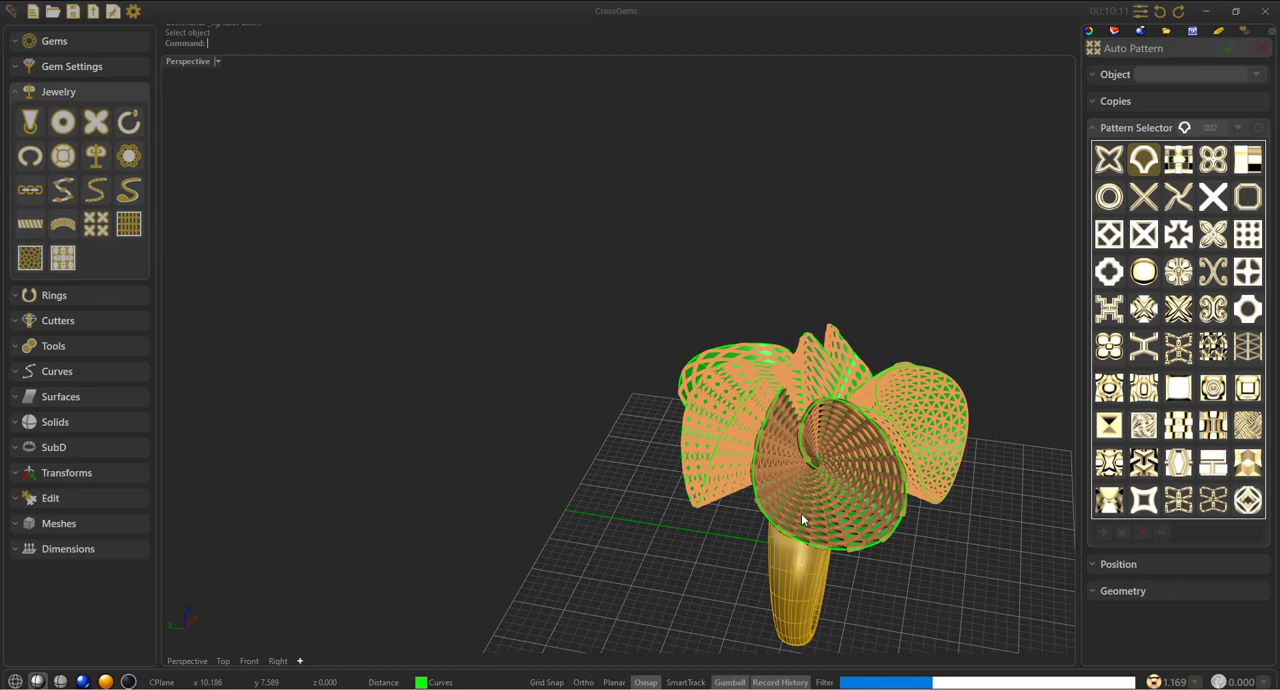 CrossGems
00:10:11
Gems
Gem Settings
Jewelry
Rings
Cutters
Tools
Curves
Surfaces
Solids
SubD
Transforms
Edit
Meshes
Dimensions
Select object
Command:
Perspective
Auto Pattern
Object
Copies
Pattern Selector 002
Position
Geometry
Perspective Top Front Right
CPlane x 10.186 y 7.589 z 0.000 Distance Curves Grid Snap Ortho Planar Osnap SmartTrack Gumball Record History Filter 1.169 0.000